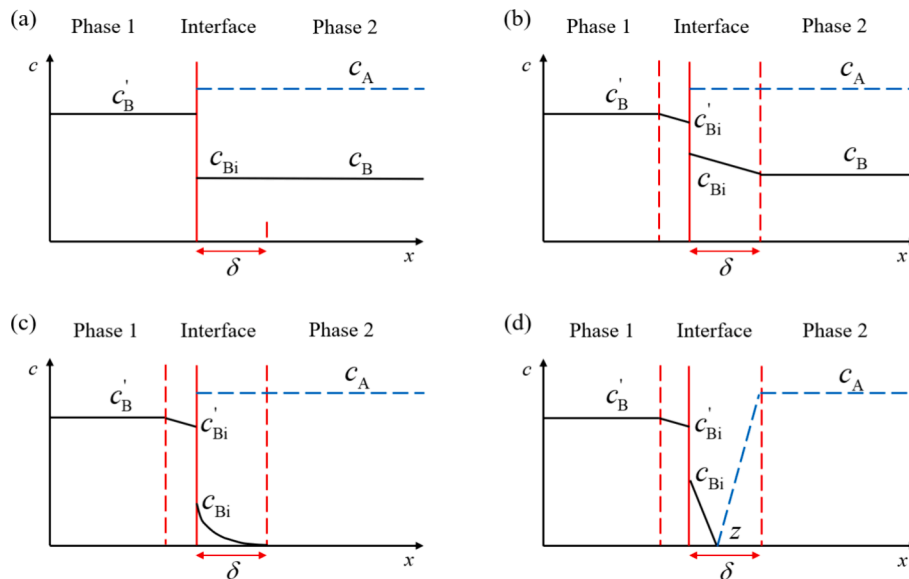 (a)
Phase 1 Interface Phase 2
c
c'B
cA
cBi
cB
x
δ
(b)
Phase 1 Interface Phase 2
c
c'B
cA
c'Bi
cB
cBi
x
δ
(c)
Phase 1 Interface Phase 2
c
c'B
cA
c'Bi
cBi
x
δ
(d)
Phase 1 Interface Phase 2
c
c'B
cA
c'Bi
cBi
z
x
δ